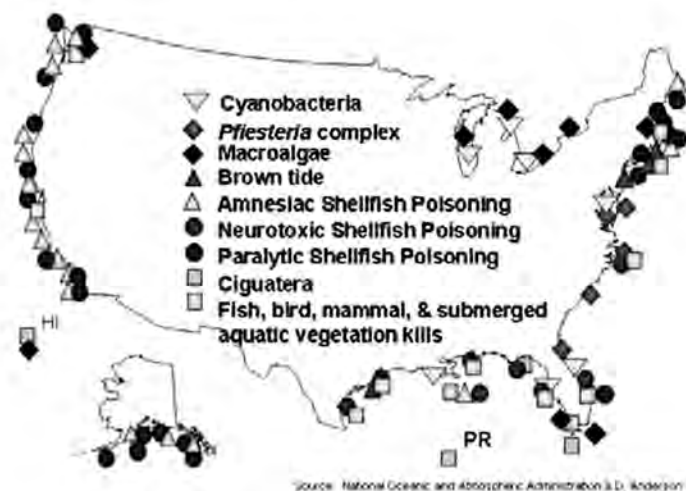 Cyanobacteria
Pfiesteria complex
Macroalgae
Brown tide
Amnesiac Shellfish Poisoning
Neurotoxic Shellfish Poisoning
Paralytic Shellfish Poisoning
Ciguatera
Fish, bird, mammal, & submerged
aquatic vegetation kills
HI
PR
Source: National Oceanic and Atmospheric Administration & D. Anderson